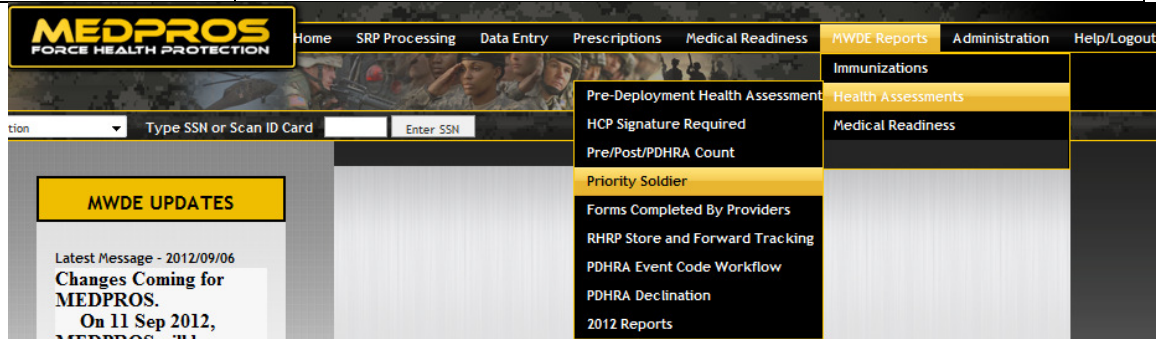 MEDPROS
FORCE HEALTH PROTECTION
Home SRP Processing Data Entry Prescriptions Medical Readiness MWDE Reports Administration Help/Logout
Immunizations
Health Assessments
Medical Readiness
Pre-Deployment Health Assessment
HCP Signature Required
Pre/Post/PDHRA Count
Priority Soldier
Forms Completed By Providers
RHRP Store and Forward Tracking
PDHRA Event Code Workflow
PDHRA Declination
2012 Reports
tion Type SSN or Scan ID Card Enter SSN
MWDE UPDATES
Latest Message - 2012/09/06
Changes Coming for
MEDPROS.
On 11 Sep 2012,